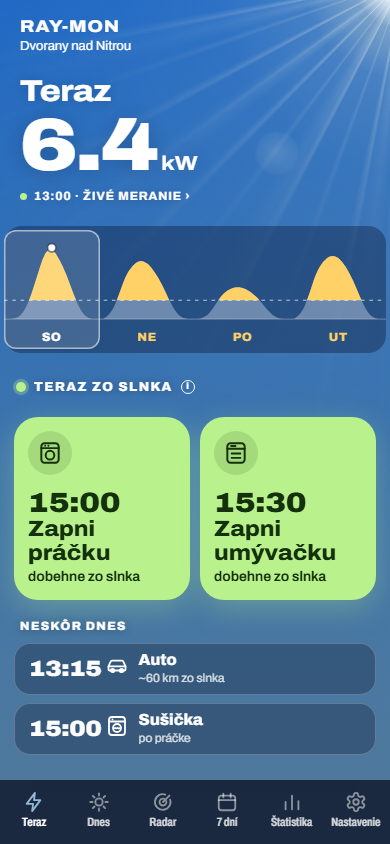 RAY-MON
Dvorany nad Nitrou
Teraz
6.4 kW
13:00 · ŽIVÉ MERANIE ›
SO NE PO UT
TERAZ ZO SLNKA i
15:00
Zapni
práčku
dobehne zo slnka
15:30
Zapni
umývačku
dobehne zo slnka
NESKÔR DNES
13:15 Auto
~60 km zo slnka
15:00 Sušička
po práčke
Teraz Dnes Radar 7 dní Štatistika Nastavenie